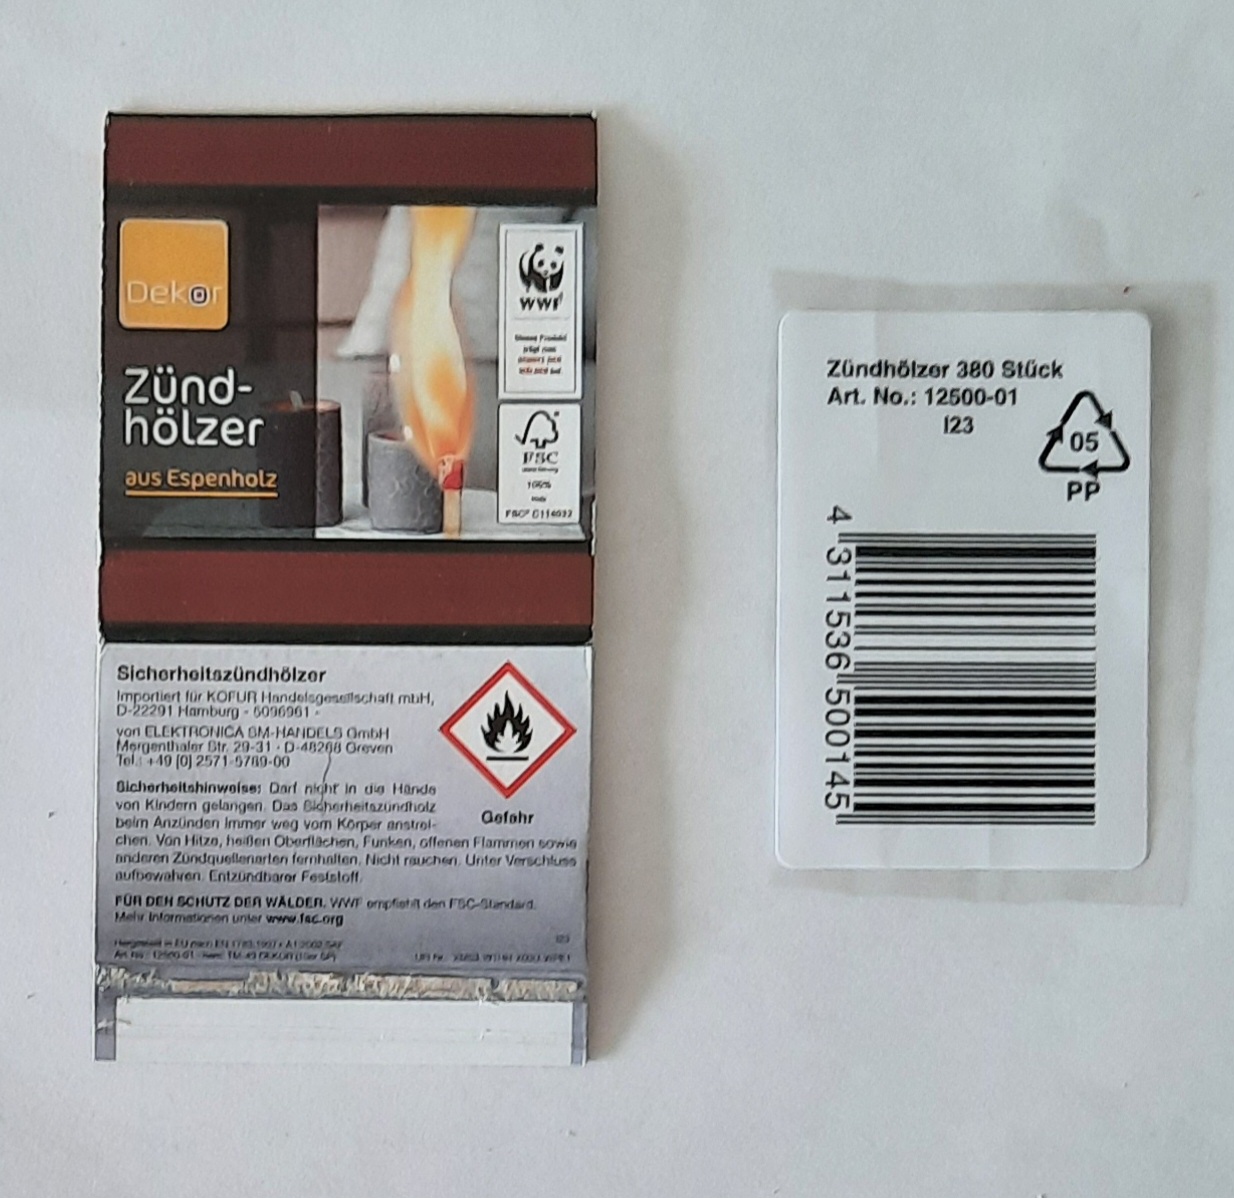 Dekor
Zünd-
hölzer
aus Espenholz
WWF
FSC
100%
FSC® C114022
Sicherheitszündhölzer
Importiert für KOFUR Handelsgesellschaft mbH,
D-22291 Hamburg - 6096961 -
von ELEKTRONICA SM-HANDELS GmbH
Mergenthaler Str. 29-31 · D-48268 Greven
Tel.: +49 (0) 2571-5789-00
Sicherheitshinweise: Darf nicht in die Hände
von Kindern gelangen. Das Sicherheitszündholz
beim Anzünden immer weg vom Körper anstrei-
chen. Von Hitze, heißen Oberflächen, Funken, offenen Flammen sowie
anderen Zündquellenarten fernhalten. Nicht rauchen. Unter Verschluss
aufbewahren. Entzündbarer Feststoff.
Gefahr
FÜR DEN SCHUTZ DER WÄLDER. WWF empfiehlt den FSC-Standard.
Mehr Informationen unter www.fsc.org
I23
Zündhölzer 380 Stück
Art. No.: 12500-01
I23
05
PP
4 311536 500145